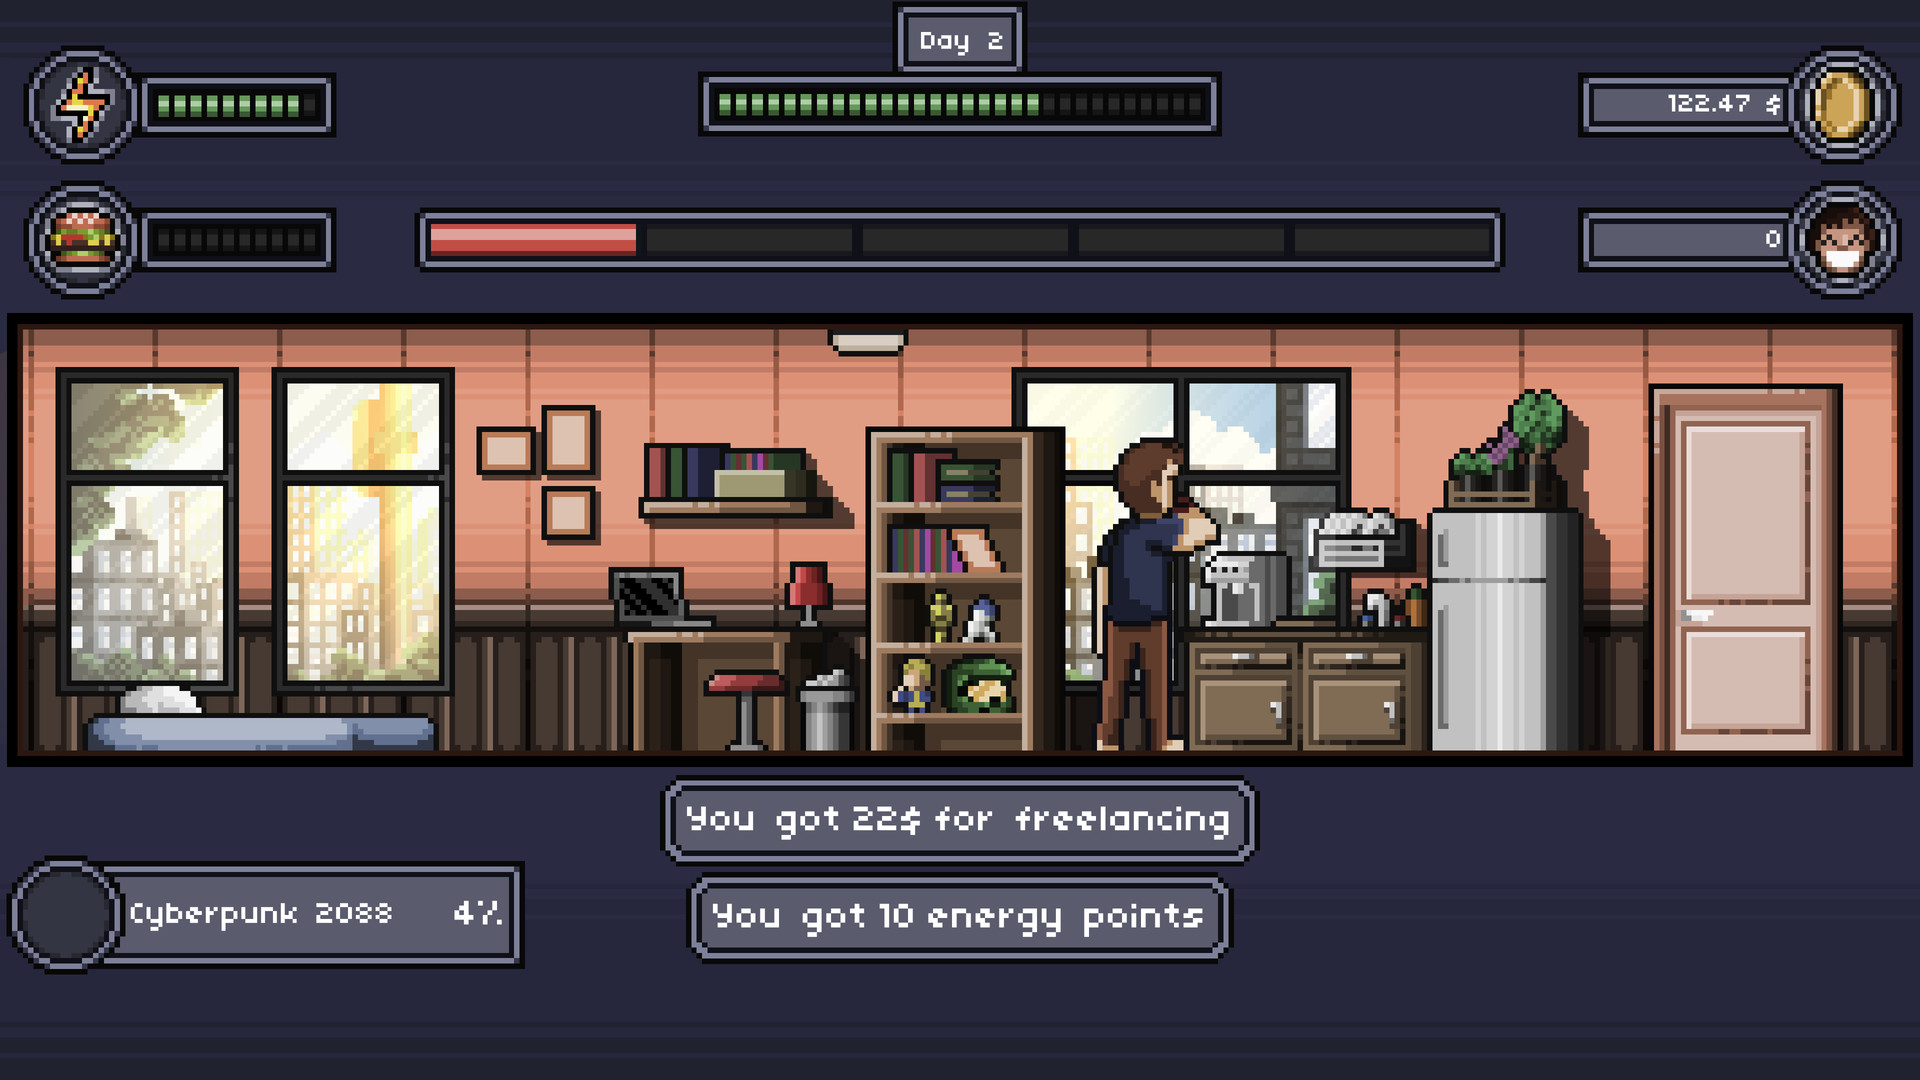 Day 2
122.47 $
0
You got 22$ for freelancing
Cyberpunk 2088 4%
You got 10 energy points